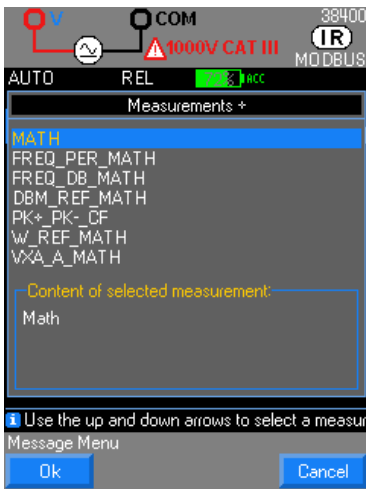 V COM 38400
1000V CAT III IR
MODBUS
AUTO REL ACC
Measurements +
MATH
FREQ_PER_MATH
FREQ_DB_MATH
DBM_REF_MATH
PK+_PK-_CF
W_REF_MATH
VXA_A_MATH
Content of selected measurement:
Math
i Use the up and down arrows to select a measur
Message Menu
Ok Cancel